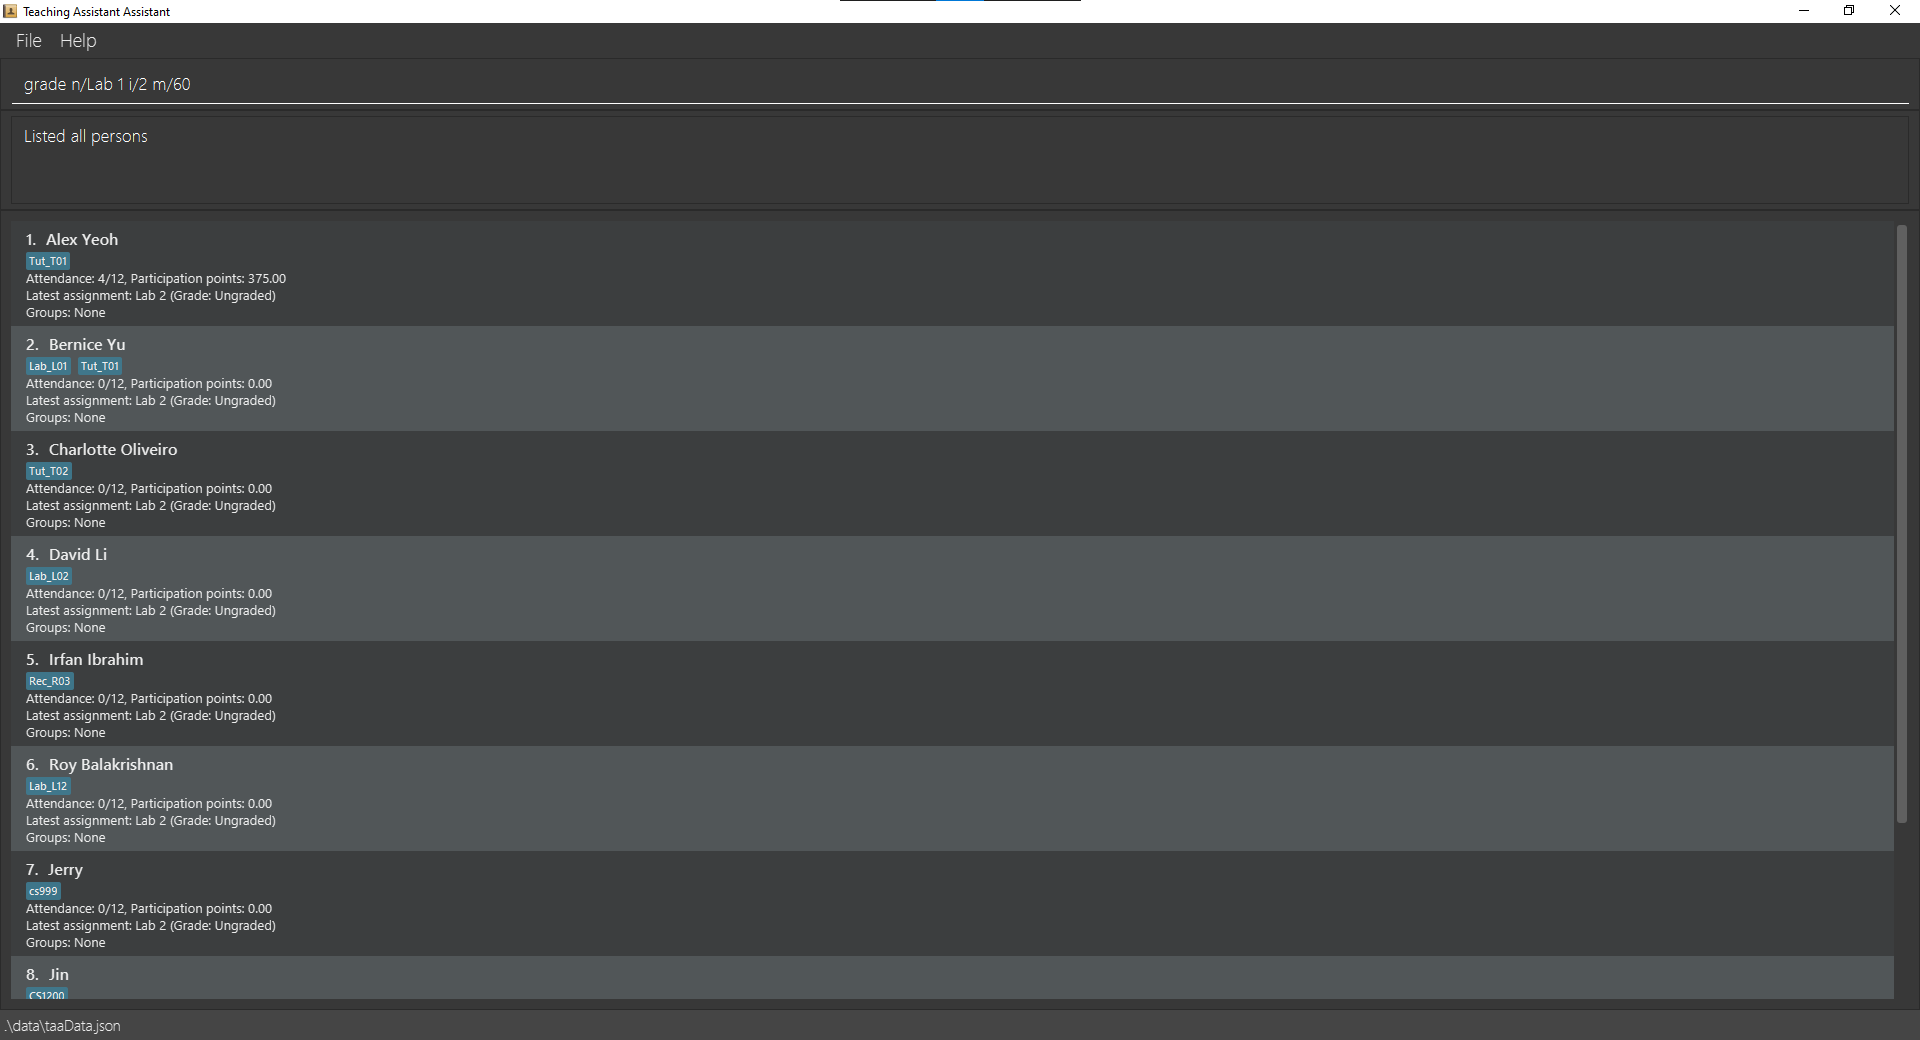 Teaching Assistant Assistant
File Help
grade n/Lab 1 i/2 m/60
Listed all persons
1. Alex Yeoh
Tut_T01
Attendance: 4/12, Participation points: 375.00
Latest assignment: Lab 2 (Grade: Ungraded)
Groups: None
2. Bernice Yu
Lab_L01 Tut_T01
Attendance: 0/12, Participation points: 0.00
Latest assignment: Lab 2 (Grade: Ungraded)
Groups: None
3. Charlotte Oliveiro
Tut_T02
Attendance: 0/12, Participation points: 0.00
Latest assignment: Lab 2 (Grade: Ungraded)
Groups: None
4. David Li
Lab_L02
Attendance: 0/12, Participation points: 0.00
Latest assignment: Lab 2 (Grade: Ungraded)
Groups: None
5. Irfan Ibrahim
Rec_R03
Attendance: 0/12, Participation points: 0.00
Latest assignment: Lab 2 (Grade: Ungraded)
Groups: None
6. Roy Balakrishnan
Lab_L12
Attendance: 0/12, Participation points: 0.00
Latest assignment: Lab 2 (Grade: Ungraded)
Groups: None
7. Jerry
cs999
Attendance: 0/12, Participation points: 0.00
Latest assignment: Lab 2 (Grade: Ungraded)
Groups: None
8. Jin
CS1200
.\data\taaData.json